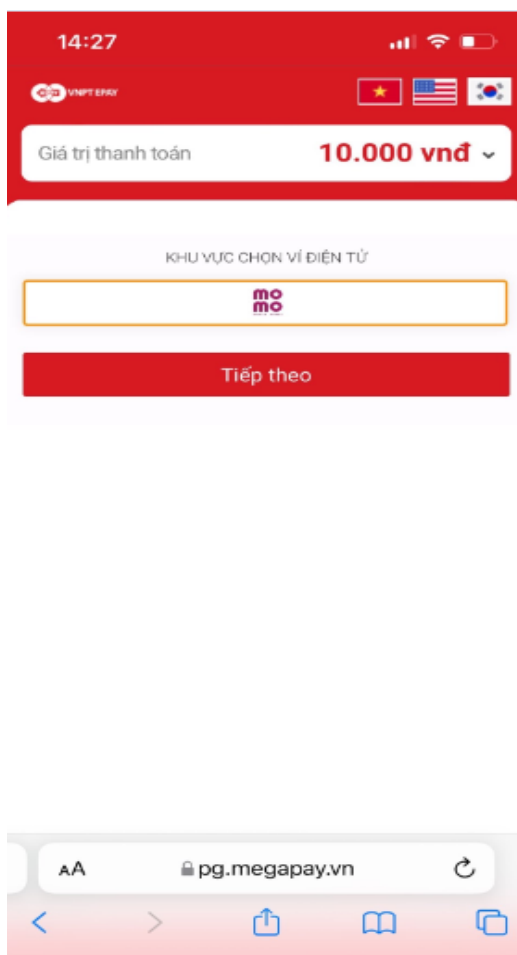 14:27
VNPT EPAY
Giá trị thanh toán 10.000 vnđ
KHU VỰC CHỌN VÍ ĐIỆN TỬ
mo
mo
Tiếp theo
AA pg.megapay.vn